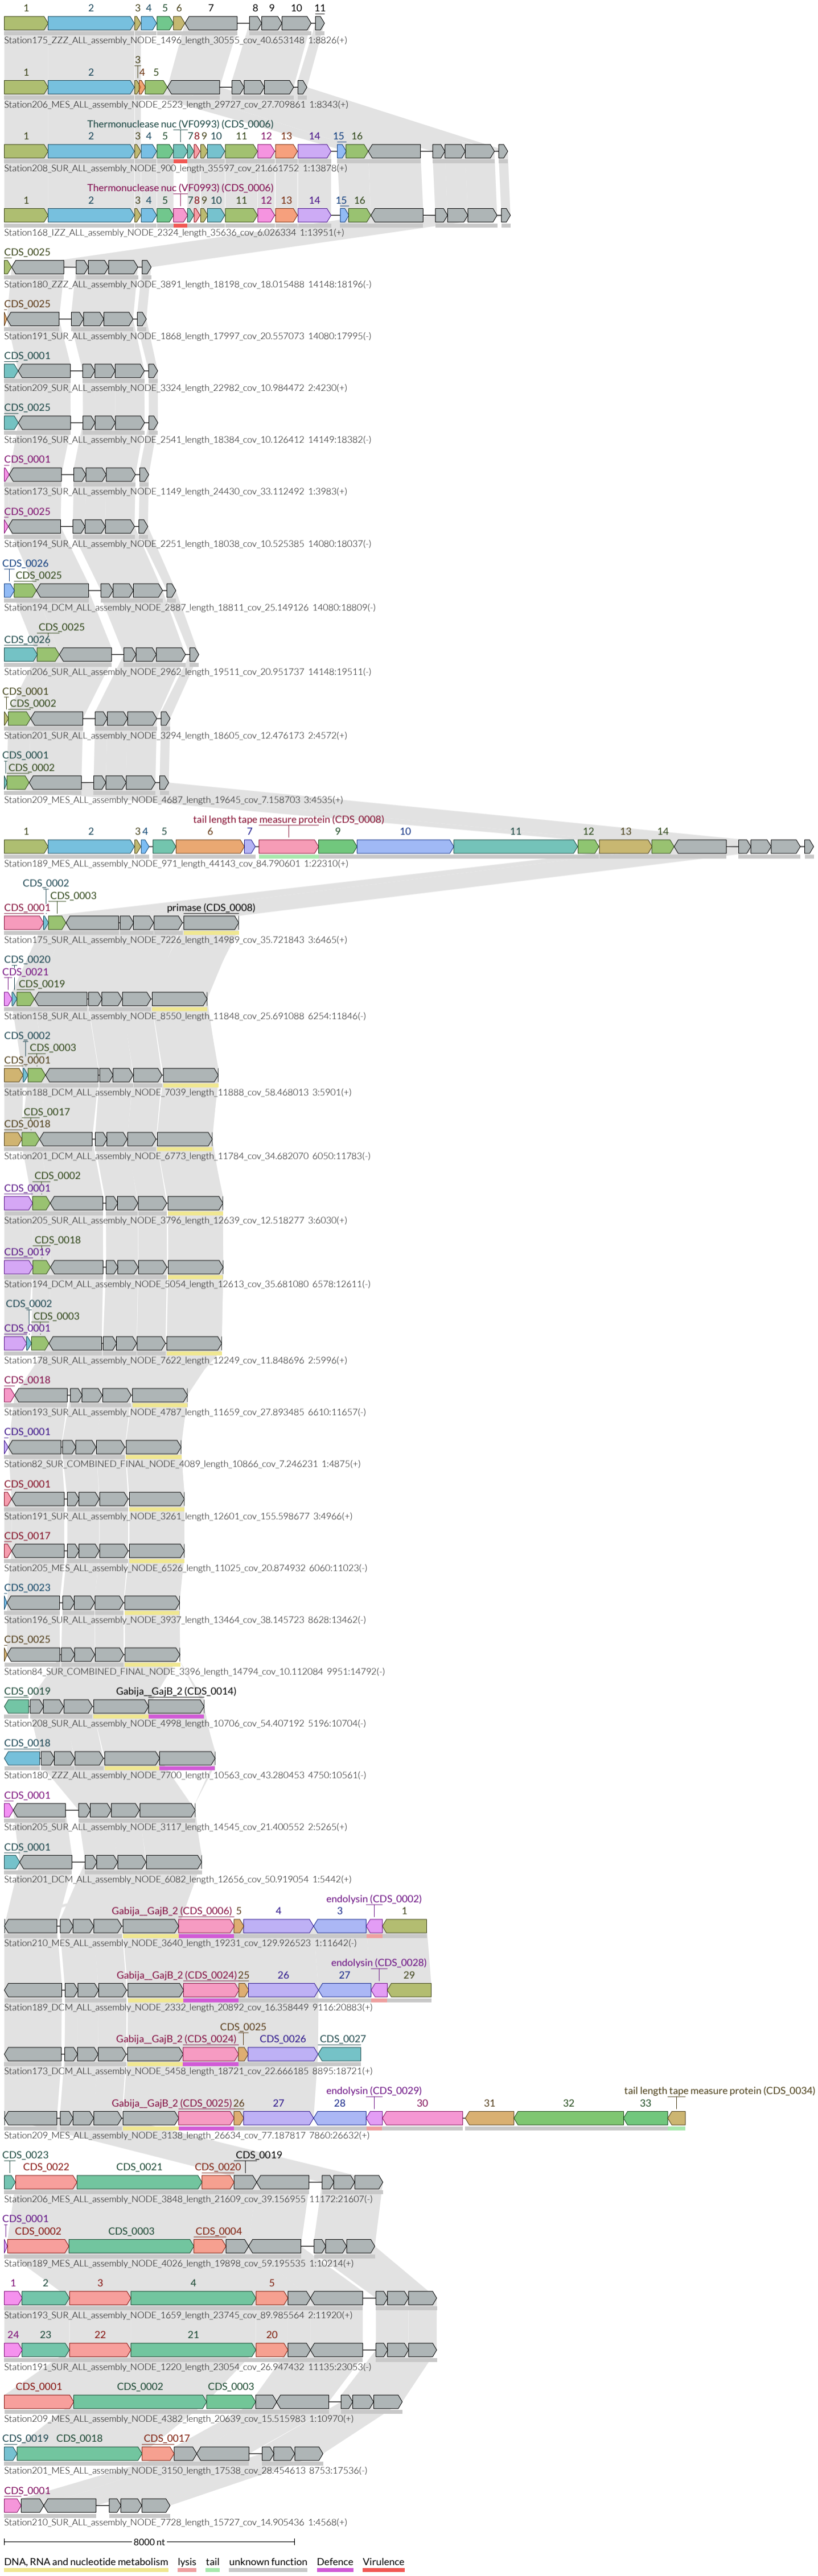 1 2 3 4 5 6 7 8 9 10 11
Station175_ZZZ_ALL_assembly_NODE_1496_length_30555_cov_40.653148 1:8826(+)
3
1 2 4 5
Station206_MES_ALL_assembly_NODE_2523_length_29727_cov_27.709861 1:8343(+)
Thermonuclease nuc (VF0993) (CDS_0006)
1 2 3 4 5 7 8 9 10 11 12 13 14 15 16
Station208_SUR_ALL_assembly_NODE_900_length_35597_cov_21.661752 1:13878(+)
Thermonuclease nuc (VF0993) (CDS_0006)
1 2 3 4 5 7 8 9 10 11 12 13 14 15 16
Station168_IZZ_ALL_assembly_NODE_2324_length_35636_cov_6.026334 1:13951(+)
CDS_0025
Station180_ZZZ_ALL_assembly_NODE_3891_length_18198_cov_18.015488 14148:18196(-)
CDS_0025
Station191_SUR_ALL_assembly_NODE_1868_length_17997_cov_20.557073 14080:17995(-)
CDS_0001
Station209_SUR_ALL_assembly_NODE_3324_length_22982_cov_10.984472 2:4230(+)
CDS_0025
Station196_SUR_ALL_assembly_NODE_2541_length_18384_cov_10.126412 14149:18382(-)
CDS_0001
Station173_SUR_ALL_assembly_NODE_1149_length_24430_cov_33.112492 1:3983(+)
CDS_0025
Station194_SUR_ALL_assembly_NODE_2251_length_18038_cov_10.525385 14080:18037(-)
CDS_0026
CDS_0025
Station194_DCM_ALL_assembly_NODE_2887_length_18811_cov_25.149126 14080:18809(-)
CDS_0025
CDS_0026
Station206_MES_ALL_assembly_NODE_2962_length_19511_cov_20.951737 14148:19511(-)
CDS_0001
CDS_0002
Station201_SUR_ALL_assembly_NODE_3294_length_18605_cov_12.476173 2:4572(+)
CDS_0001
CDS_0002
Station209_MES_ALL_assembly_NODE_4687_length_19645_cov_7.158703 3:4535(+)
tail length tape measure protein (CDS_0008)
1 2 3 4 5 6 7 9 10 11 12 13 14
Station189_MES_ALL_assembly_NODE_971_length_44143_cov_84.790601 1:22310(+)
CDS_0002
CDS_0003
CDS_0001 primase (CDS_0008)
Station175_SUR_ALL_assembly_NODE_7226_length_14989_cov_35.721843 3:6465(+)
CDS_0020
CDS_0021
CDS_0019
Station158_SUR_ALL_assembly_NODE_8550_length_11848_cov_25.691088 6254:11846(-)
CDS_0002
CDS_0003
CDS_0001
Station188_DCM_ALL_assembly_NODE_7039_length_11888_cov_58.468013 3:5901(+)
CDS_0017
CDS_0018
Station201_DCM_ALL_assembly_NODE_6773_length_11784_cov_34.682070 6050:11783(-)
CDS_0002
CDS_0001
Station205_SUR_ALL_assembly_NODE_3796_length_12639_cov_12.518277 3:6030(+)
CDS_0018
CDS_0019
Station194_DCM_ALL_assembly_NODE_5054_length_12613_cov_35.681080 6578:12611(-)
CDS_0002
CDS_0003
CDS_0001
Station178_SUR_ALL_assembly_NODE_7622_length_12249_cov_11.848696 2:5996(+)
CDS_0018
Station193_SUR_ALL_assembly_NODE_4787_length_11659_cov_27.893485 6610:11657(-)
CDS_0001
Station82_SUR_COMBINED_FINAL_NODE_4089_length_10866_cov_7.246231 1:4875(+)
CDS_0001
Station191_SUR_ALL_assembly_NODE_3261_length_12601_cov_155.598677 3:4966(+)
CDS_0017
Station205_MES_ALL_assembly_NODE_6526_length_11025_cov_20.874932 6060:11023(-)
CDS_0023
Station196_SUR_ALL_assembly_NODE_3937_length_13464_cov_38.145723 8628:13462(-)
CDS_0025
Station84_SUR_COMBINED_FINAL_NODE_3396_length_14794_cov_10.112084 9951:14792(-)
CDS_0019 Gabija__GajB_2 (CDS_0014)
Station208_SUR_ALL_assembly_NODE_4998_length_10706_cov_54.407192 5196:10704(-)
CDS_0018
Station180_ZZZ_ALL_assembly_NODE_7700_length_10563_cov_43.280453 4750:10561(-)
CDS_0001
Station205_SUR_ALL_assembly_NODE_3117_length_14545_cov_21.400552 2:5265(+)
CDS_0001
Station201_DCM_ALL_assembly_NODE_6082_length_12656_cov_50.919054 1:5442(+)
endolysin (CDS_0002)
Gabija__GajB_2 (CDS_0006) 5 4 3 1
Station210_MES_ALL_assembly_NODE_3640_length_19231_cov_129.926523 1:11642(-)
endolysin (CDS_0028)
Gabija__GajB_2 (CDS_0024) 25 26 27 29
Station189_DCM_ALL_assembly_NODE_2332_length_20892_cov_16.358449 9116:20883(+)
CDS_0025
Gabija__GajB_2 (CDS_0024) CDS_0026 CDS_0027
Station173_DCM_ALL_assembly_NODE_5458_length_18721_cov_22.666185 8895:18721(+)
endolysin (CDS_0029) tail length tape measure protein (CDS_0034)
Gabija__GajB_2 (CDS_0025) 26 27 28 30 31 32 33
Station209_MES_ALL_assembly_NODE_3138_length_26634_cov_77.187817 7860:26632(+)
CDS_0023 CDS_0019
CDS_0022 CDS_0021 CDS_0020
Station206_MES_ALL_assembly_NODE_3848_length_21609_cov_39.156955 11172:21607(-)
CDS_0001
CDS_0002 CDS_0003 CDS_0004
Station189_MES_ALL_assembly_NODE_4026_length_19898_cov_59.195535 1:10214(+)
1 2 3 4 5
Station193_SUR_ALL_assembly_NODE_1659_length_23745_cov_89.985564 2:11920(+)
24 23 22 21 20
Station191_SUR_ALL_assembly_NODE_1220_length_23054_cov_26.947432 11135:23053(-)
CDS_0001 CDS_0002 CDS_0003
Station209_MES_ALL_assembly_NODE_4382_length_20639_cov_15.515983 1:10970(+)
CDS_0019 CDS_0018 CDS_0017
Station201_MES_ALL_assembly_NODE_3150_length_17538_cov_28.454613 8753:17536(-)
CDS_0001
Station210_SUR_ALL_assembly_NODE_7728_length_15727_cov_14.905436 1:4568(+)
8000 nt
DNA, RNA and nucleotide metabolism lysis tail unknown function Defence Virulence